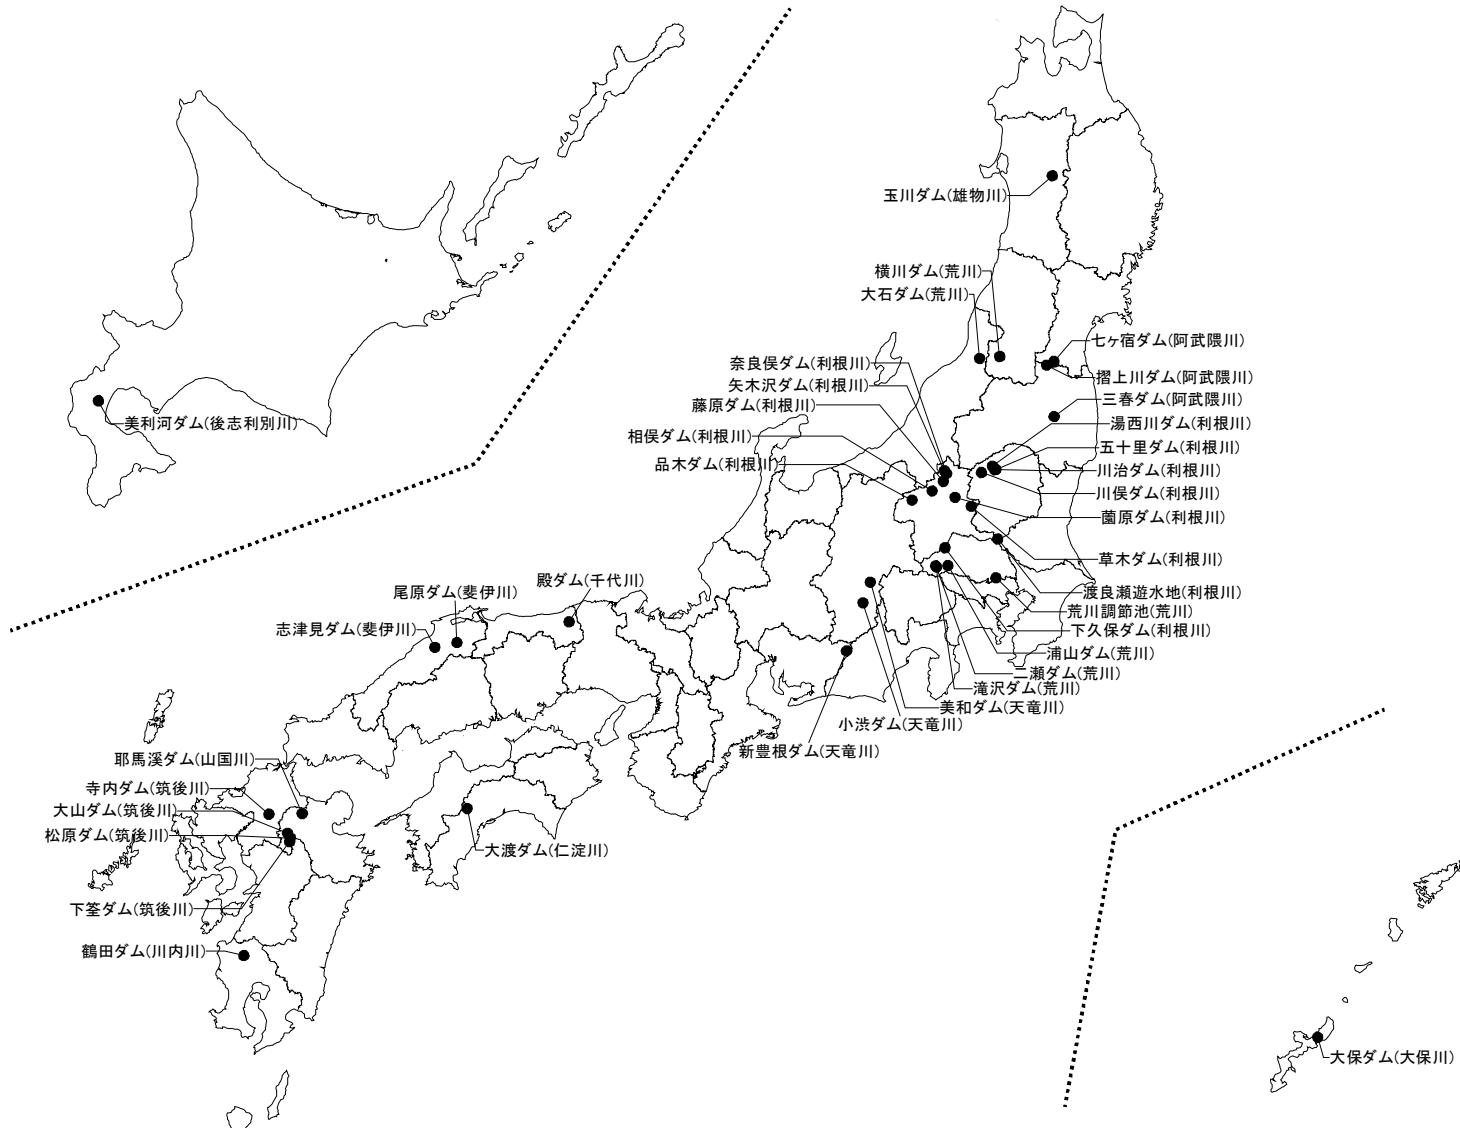 玉川ダム(雄物川)
横川ダム(荒川)
大石ダム(荒川)
七ヶ宿ダム(阿武隈川)
奈良俣ダム(利根川)
摺上川ダム(阿武隈川)
矢木沢ダム(利根川)
三春ダム(阿武隈川)
藤原ダム(利根川)
湯西川ダム(利根川)
美利河ダム(後志利別川)
相俣ダム(利根川)
五十里ダム(利根川)
品木ダム(利根川)
川治ダム(利根川)
川俣ダム(利根川)
薗原ダム(利根川)
草木ダム(利根川)
殿ダム(千代川)
尾原ダム(斐伊川)
渡良瀬遊水地(利根川)
荒川調節池(荒川)
志津見ダム(斐伊川)
下久保ダム(利根川)
浦山ダム(荒川)
二瀬ダム(荒川)
滝沢ダム(荒川)
美和ダム(天竜川)
小渋ダム(天竜川)
新豊根ダム(天竜川)
耶馬溪ダム(山国川)
寺内ダム(筑後川)
大山ダム(筑後川)
松原ダム(筑後川)
大渡ダム(仁淀川)
下筌ダム(筑後川)
鶴田ダム(川内川)
大保ダム(大保川)